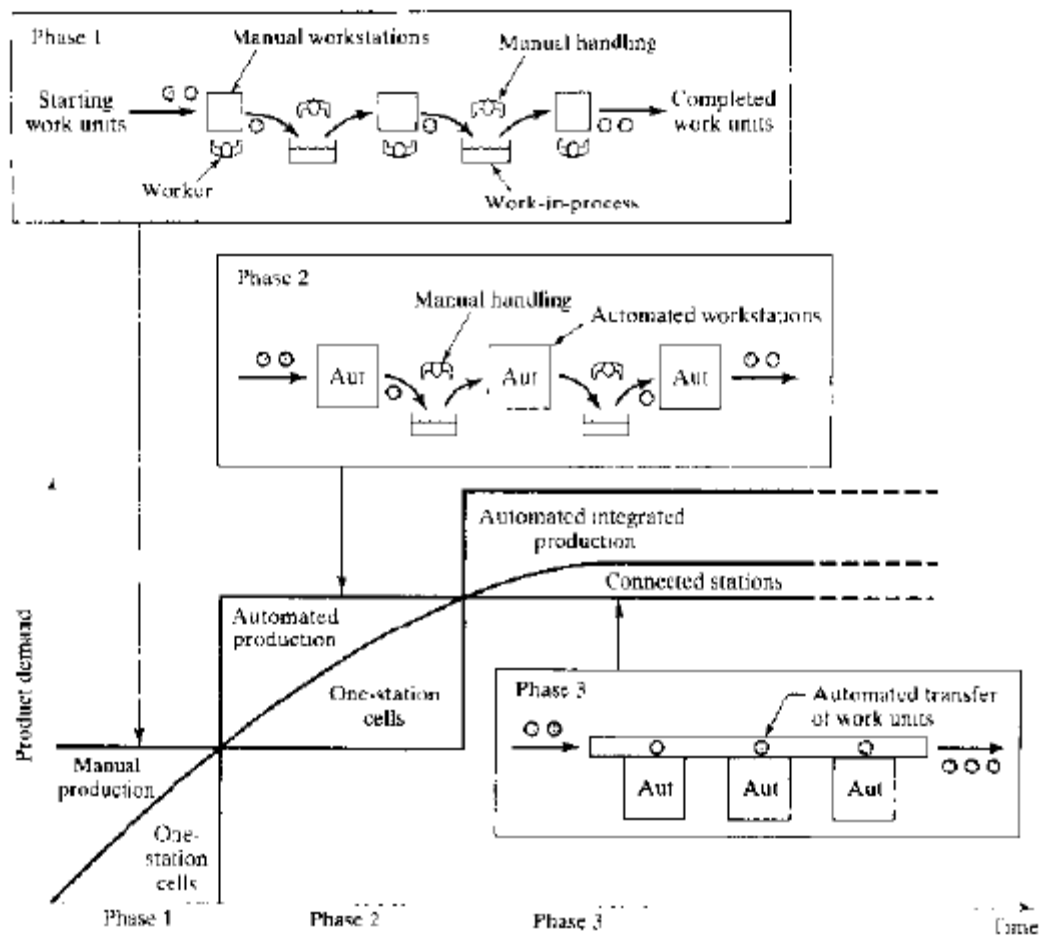 Phase 1
Manual workstations
Manual handling
Starting
work units
Completed
work units
Worker
Work-in-process
Phase 2
Manual handling
Automated workstations
Aut
Aut
Aut
Automated integrated
production
Connected stations
Automated
production
One-station
cells
Product demand
Manual
production
One-
station
cells
Phase 3
Automated transfer
of work units
Aut
Aut
Aut
Phase 1
Phase 2
Phase 3
Time